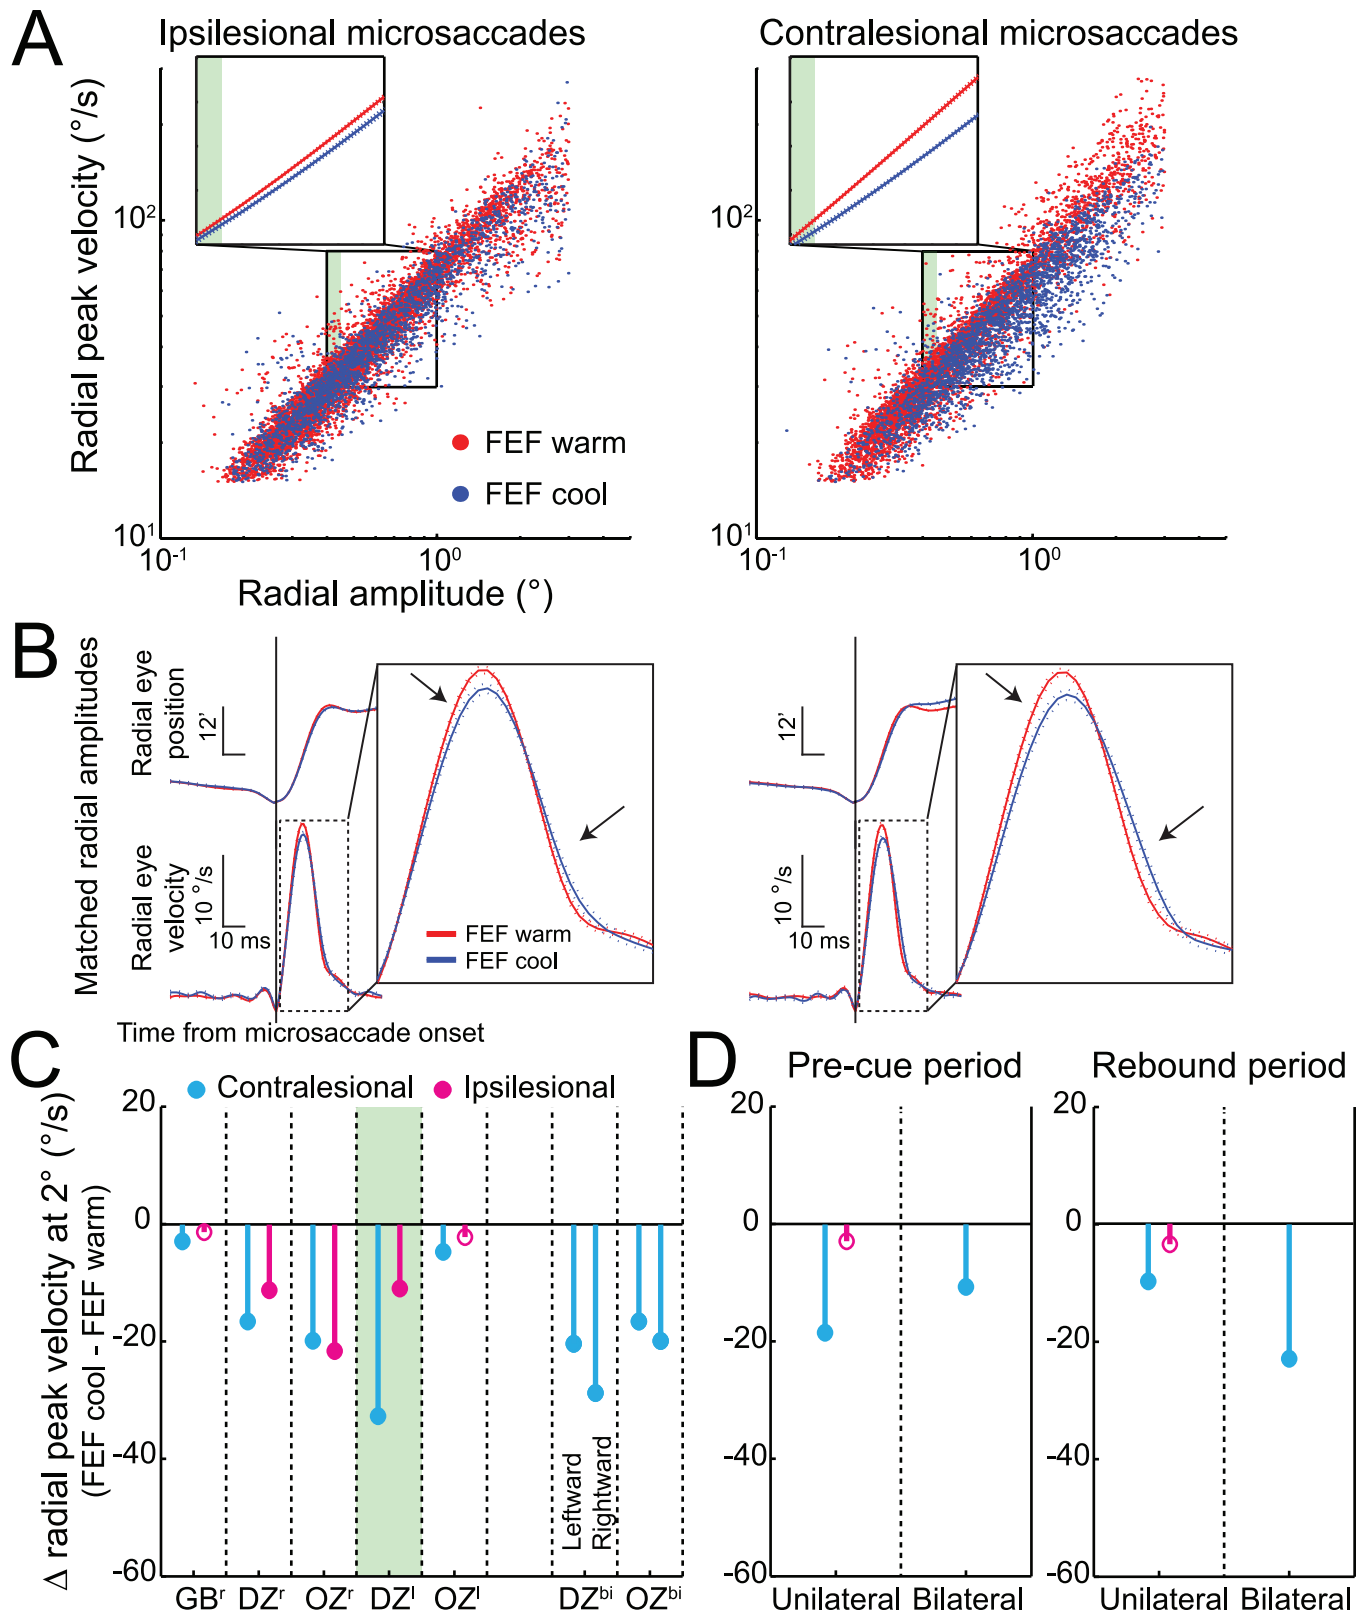 A
Ipsilesional microsaccades
Contralesional microsaccades
Radial peak velocity (°/s)
10²
10¹
10⁻¹
10⁰
FEF warm
FEF cool
Radial amplitude (°)
10²
10¹
10⁻¹
10⁰
B
Matched radial amplitudes
Radial eye
position
12'
Radial eye
velocity
10 °/s
10 ms
FEF warm
FEF cool
12'
10 °/s
10 ms
Time from microsaccade onset
C
Contralesional
Ipsilesional
Δ radial peak velocity at 2° (°/s)
(FEF cool - FEF warm)
20
0
-20
-40
-60
Leftward
Rightward
GBʳ
DZʳ
OZʳ
DZˡ
OZˡ
DZᵇⁱ
OZᵇⁱ
D
Pre-cue period
20
0
-20
-40
-60
Unilateral
Bilateral
Rebound period
20
0
-20
-40
-60
Unilateral
Bilateral